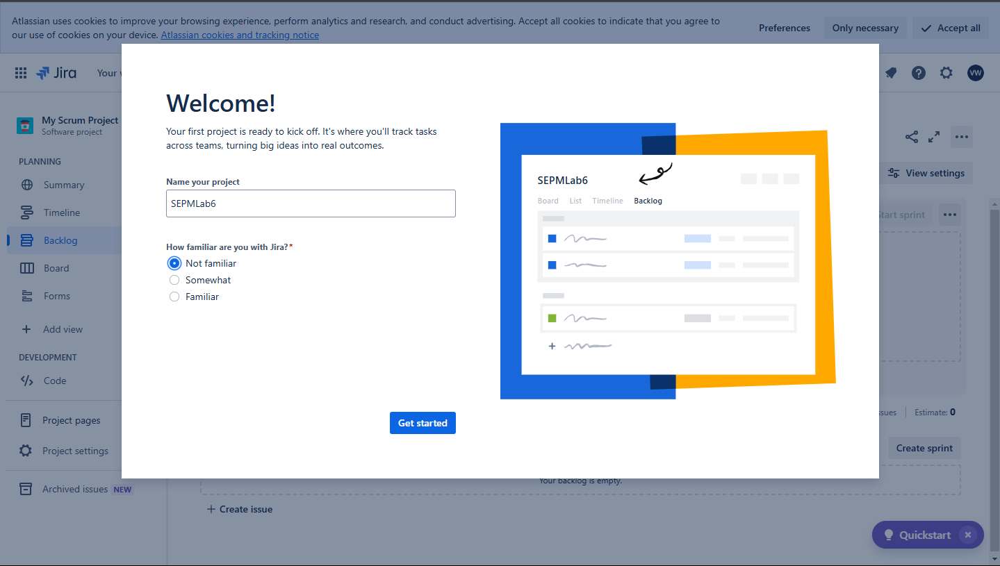 Atlassian uses cookies to improve your browsing experience, perform analytics and research, and conduct advertising. Accept all cookies to indicate that you agree to
our use of cookies on your device. Atlassian cookies and tracking notice
Preferences
Only necessary
Accept all
Jira
Your
VW
My Scrum Project
Software project
PLANNING
Summary
Timeline
Backlog
Board
Forms
Add view
DEVELOPMENT
Code
Project pages
Project settings
Archived issues NEW
Welcome!
Your first project is ready to kick off. It's where you'll track tasks
across teams, turning big ideas into real outcomes.
Name your project
SEPMLab6
How familiar are you with Jira?*
Not familiar
Somewhat
Familiar
Get started
SEPMLab6
Board List Timeline Backlog
View settings
Start sprint
Estimate: 0
Create sprint
Your backlog is empty.
Create issue
Quickstart